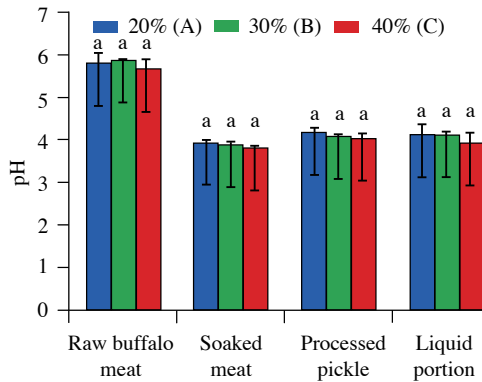 7
20% (A) 30% (B) 40% (C)
a a a
6
5
a a a a a a a a a
4
3
2
1
0
pH
Raw buffalo meat
Soaked meat
Processed pickle
Liquid portion